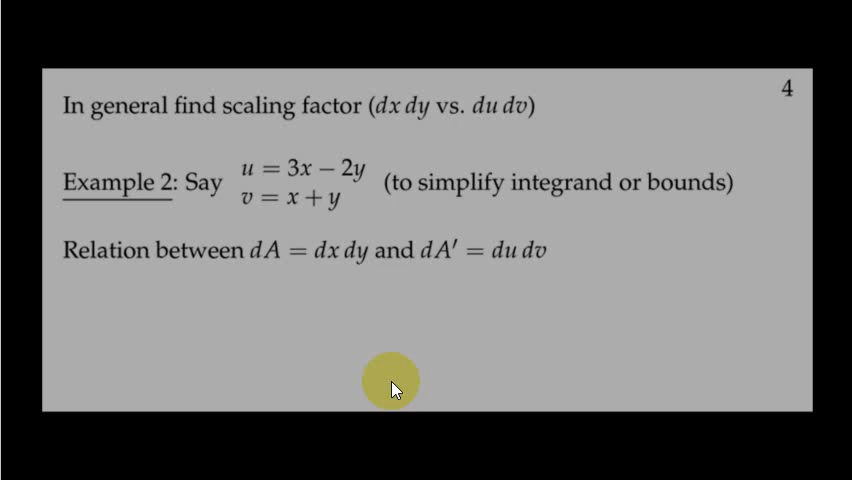 4
In general find scaling factor (dx dy vs. du dv)
Example 2: Say u = 3x − 2y (to simplify integrand or bounds)
v = x + y
Relation between dA = dx dy and dA′ = du dv